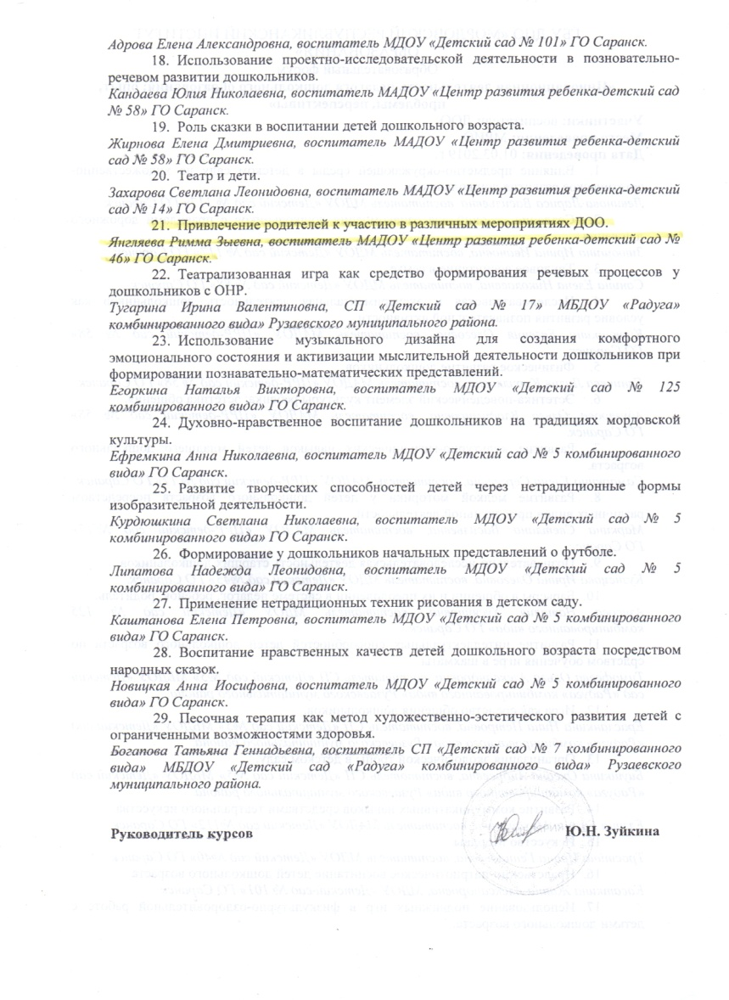 Адрова Елена Александровна, воспитатель МДОУ «Детский сад № 101» ГО Саранск.
18. Использование проектно-исследовательской деятельности в позновательно-
речевом развитии дошкольников.
Кандаева Юлия Николаевна, воспитатель МАДОУ «Центр развития ребенка-детский сад
№ 58» ГО Саранск.
19. Роль сказки в воспитании детей дошкольного возраста.
Жирнова Елена Дмитриевна, воспитатель МАДОУ «Центр развития ребенка-детский
сад № 58» ГО Саранск.
20. Театр и дети.
Захарова Светлана Леонидовна, воспитатель МАДОУ «Центр развития ребенка-детский
сад № 14» ГО Саранск.
21. Привлечение родителей к участию в различных мероприятиях ДОО.
Янгляева Римма Зыевна, воспитатель МАДОУ «Центр развития ребенка-детский сад №
46» ГО Саранск.
22. Театрализованная игра как средство формирования речевых процессов у
дошкольников с ОНР.
Тугарина Ирина Валентиновна, СП «Детский сад № 17» МБДОУ «Радуга»
комбинированного вида» Рузаевского муниципального района.
23. Использование музыкального дизайна для создания комфортного
эмоционального состояния и активизации мыслительной деятельности дошкольников при
формировании познавательно-математических представлений.
Егоркина Наталья Викторовна, воспитатель МДОУ «Детский сад № 125
комбинированного вида» ГО Саранск.
24. Духовно-нравственное воспитание дошкольников на традициях мордовской
культуры.
Ефремкина Анна Николаевна, воспитатель МДОУ «Детский сад № 5 комбинированного
вида» ГО Саранск.
25. Развитие творческих способностей детей через нетрадиционные формы
изобразительной деятельности.
Курдюшкина Светлана Николаевна, воспитатель МДОУ «Детский сад № 5
комбинированного вида» ГО Саранск.
26. Формирование у дошкольников начальных представлений о футболе.
Липатова Надежда Леонидовна, воспитатель МДОУ «Детский сад № 5
комбинированного вида» ГО Саранск.
27. Применение нетрадиционных техник рисования в детском саду.
Каштанова Елена Петровна, воспитатель МДОУ «Детский сад № 5 комбинированного
вида» ГО Саранск.
28. Воспитание нравственных качеств детей дошкольного возраста посредством
народных сказок.
Новицкая Анна Иосифовна, воспитатель МДОУ «Детский сад № 5 комбинированного
вида» ГО Саранск.
29. Песочная терапия как метод художественно-эстетического развития детей с
ограниченными возможностями здоровья.
Богапова Татьяна Геннадьевна, воспитатель СП «Детский сад № 7 комбинированного
вида» МБДОУ «Детский сад «Радуга» комбинированного вида» Рузаевского
муниципального района.
Руководитель курсов Ю.Н. Зуйкина